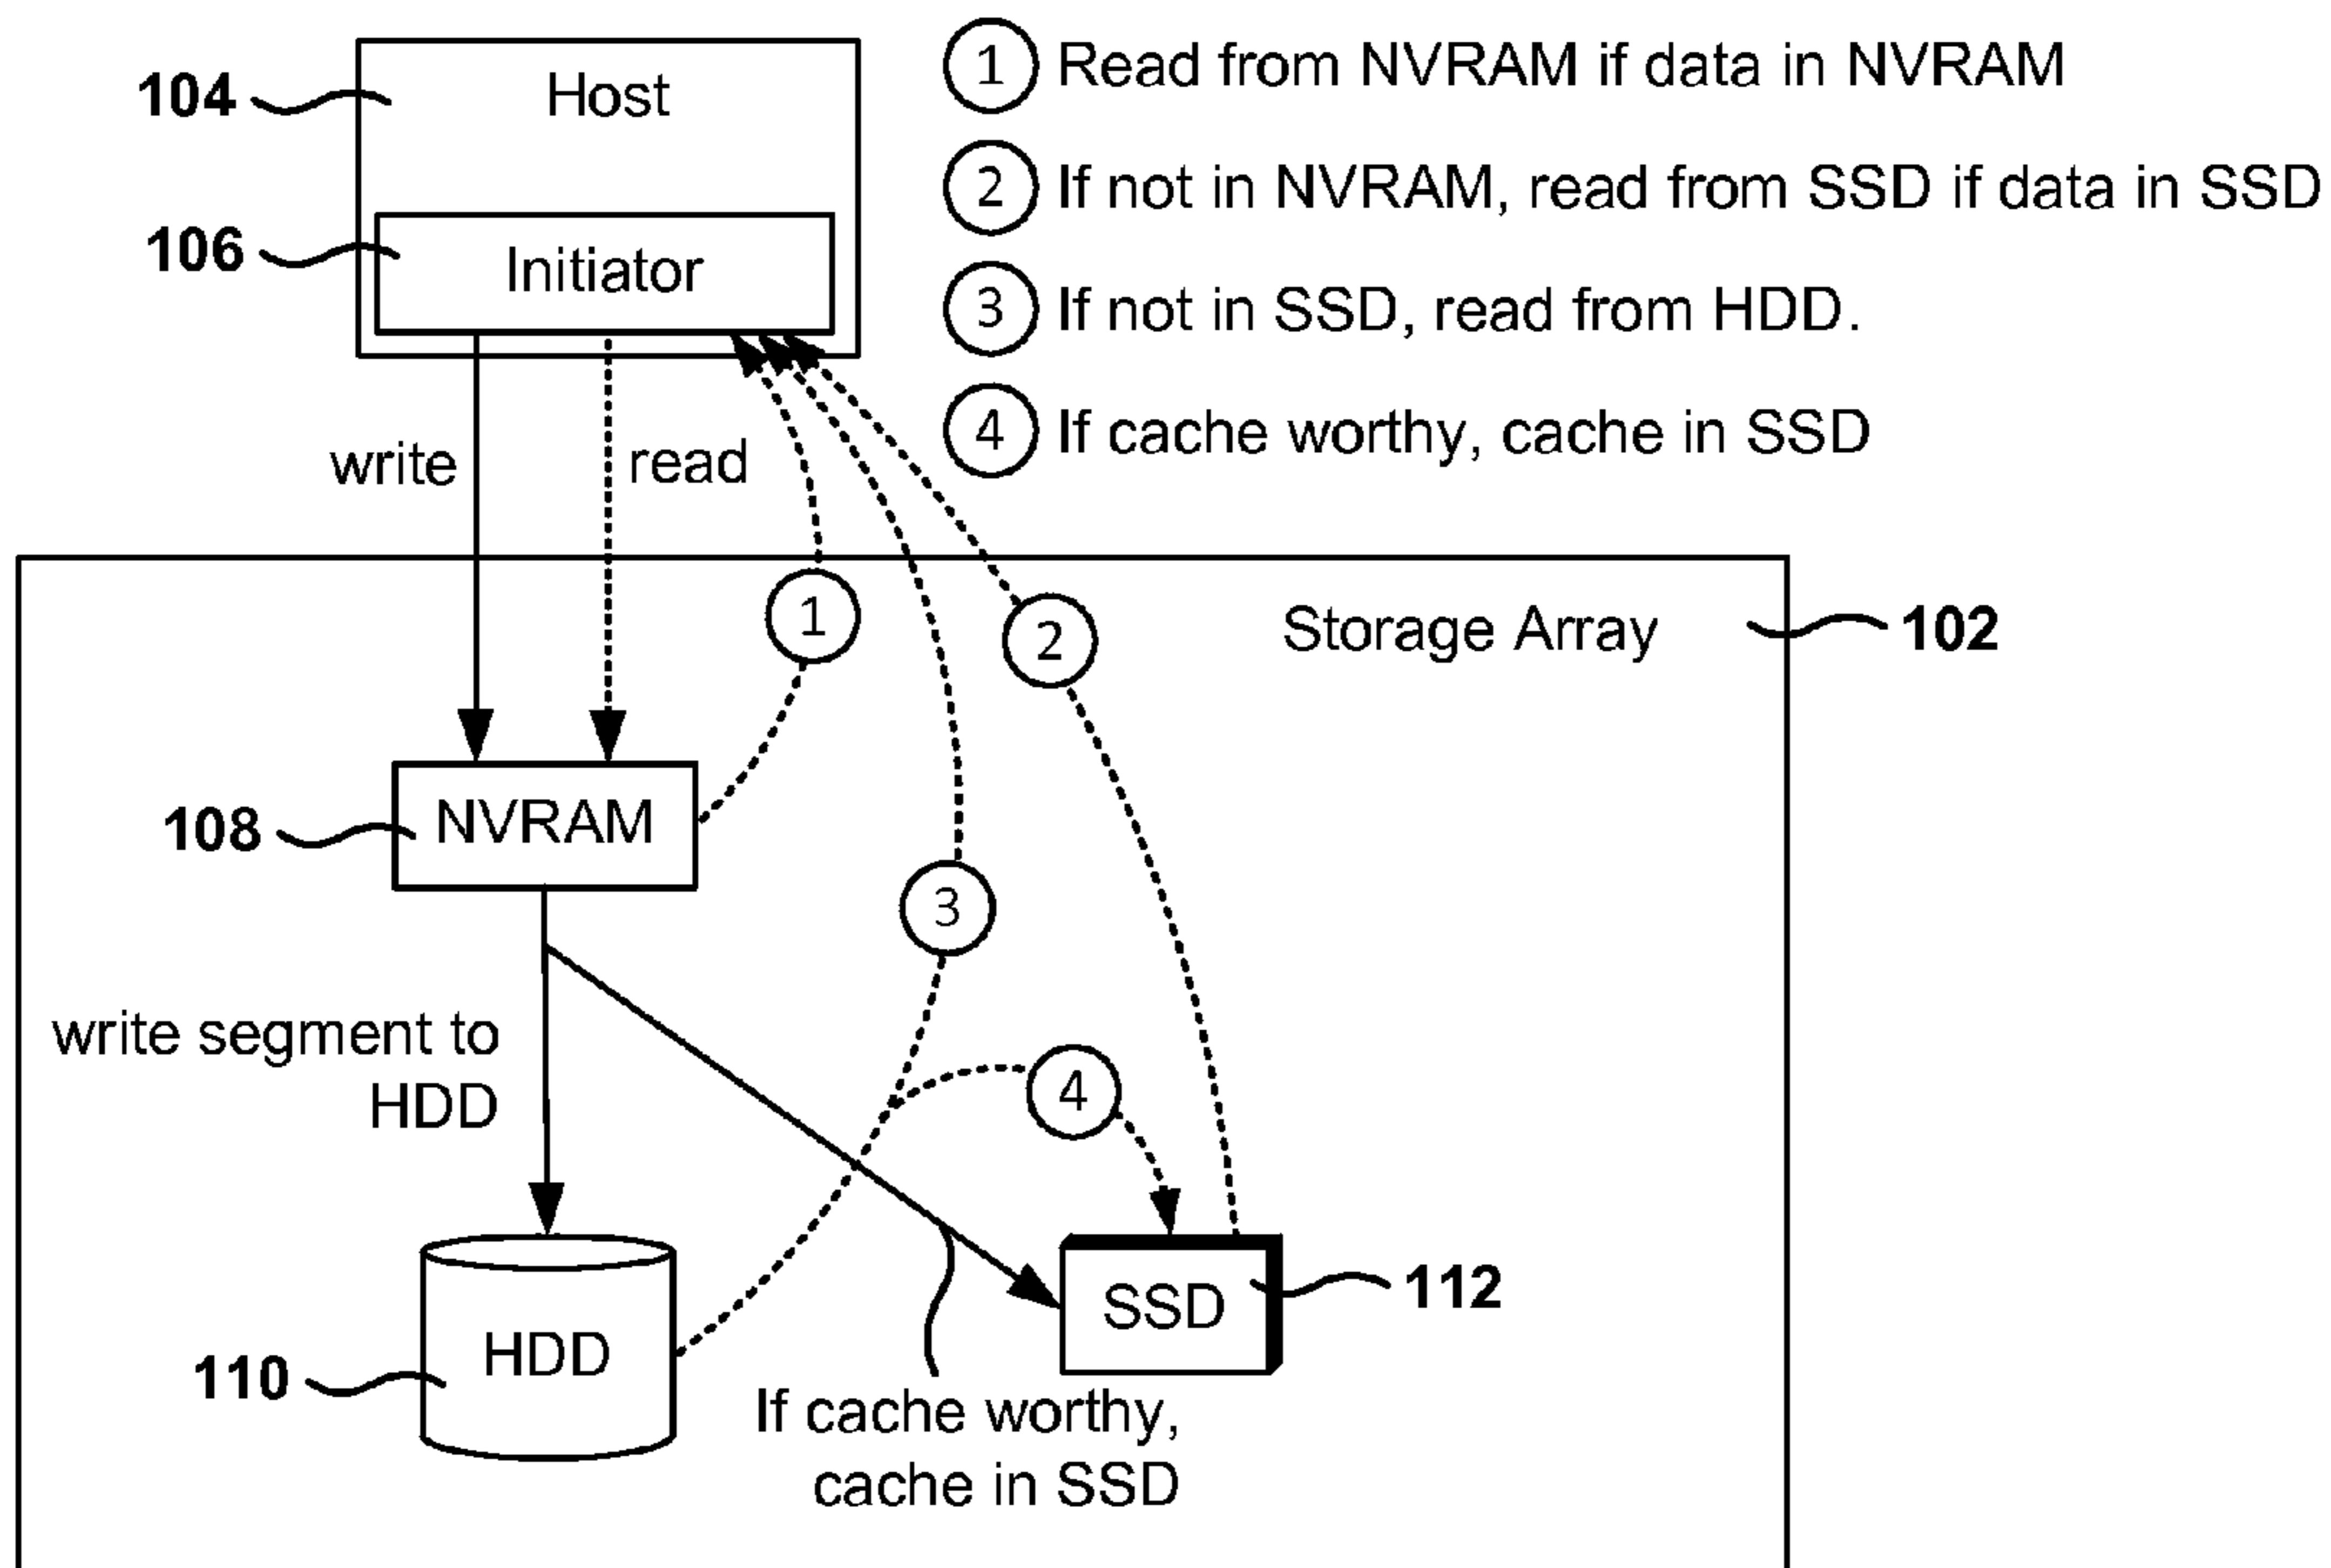 104
Host
106
Initiator
① Read from NVRAM if data in NVRAM
② If not in NVRAM, read from SSD if data in SSD
③ If not in SSD, read from HDD.
④ If cache worthy, cache in SSD
write
read
1
2
Storage Array
102
108
NVRAM
3
write segment to
HDD
4
110
HDD
SSD
112
If cache worthy,
cache in SSD